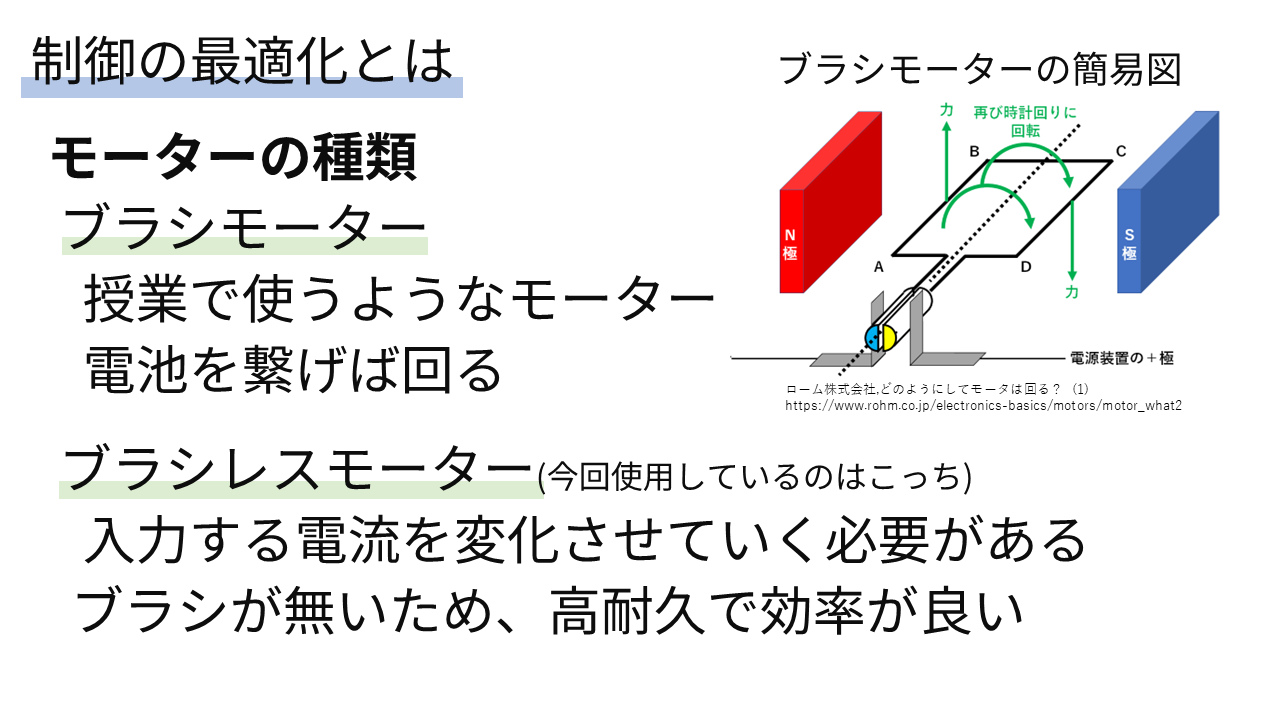 制御の最適化とは
モーターの種類
ブラシモーター
授業で使うようなモーター
電池を繋げば回る
ブラシモーターの簡易図
力
再び時計回りに
回転
B
C
N
極
S
極
A
D
力
電源装置の+極
ローム株式会社,どのようにしてモータは回る？ (1)
https://www.rohm.co.jp/electronics-basics/motors/motor_what2
ブラシレスモーター(今回使用しているのはこっち)
入力する電流を変化させていく必要がある
ブラシが無いため、高耐久で効率が良い